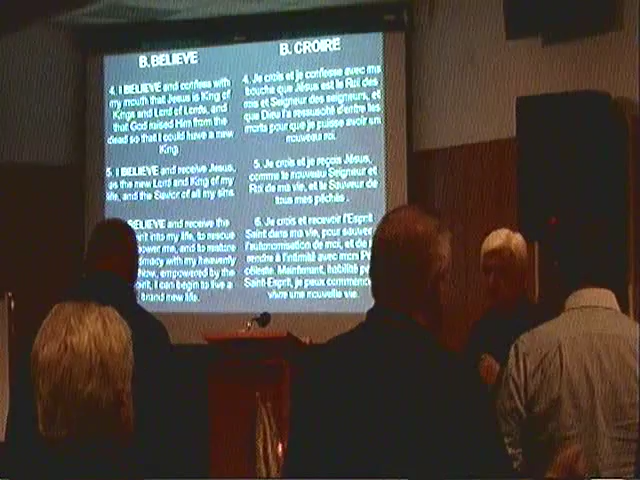 B. BELIEVE
4. I BELIEVE and confess with
my mouth that Jesus is King of
Kings and Lord of Lords, and
that God raised Him from the
dead so that I could have a new
King.
5. I BELIEVE and receive Jesus,
as the new Lord and King of my
life, and the Savior of all my sins.
BELIEVE and receive the
into my life, to rescue
me, and to restore
with my heavenly
Now, empowered by the
I can begin to live a
brand new life.
B. CROIRE
4. Je crois et je confesse avec ma
bouche que Jésus est le Roi des
rois et Seigneur des seigneurs, et
que Dieu l'a ressuscité d'entre les
morts pour que je puisse avoir un
nouveau roi.
5. Je crois et je reçois Jésus,
comme le nouveau Seigneur et
Roi de ma vie, et le Sauveur de
tous mes péchés.
6. Je crois et recevoir l'Esprit
Saint dans ma vie, pour sauver
l'autonomisation de moi, et de
rendre à l'intimité avec mon
céleste. Maintenant, habilité
Saint-Esprit, je peux commencer
vivre une nouvelle vie.